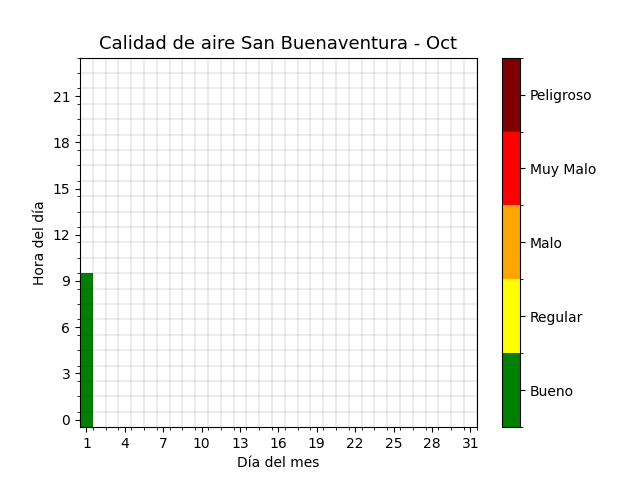 Calidad de aire San Buenaventura - Oct
Hora del día
21
18
15
12
9
6
3
0
1 4 7 10 13 16 19 22 25 28 31
Día del mes
Peligroso
Muy Malo
Malo
Regular
Bueno